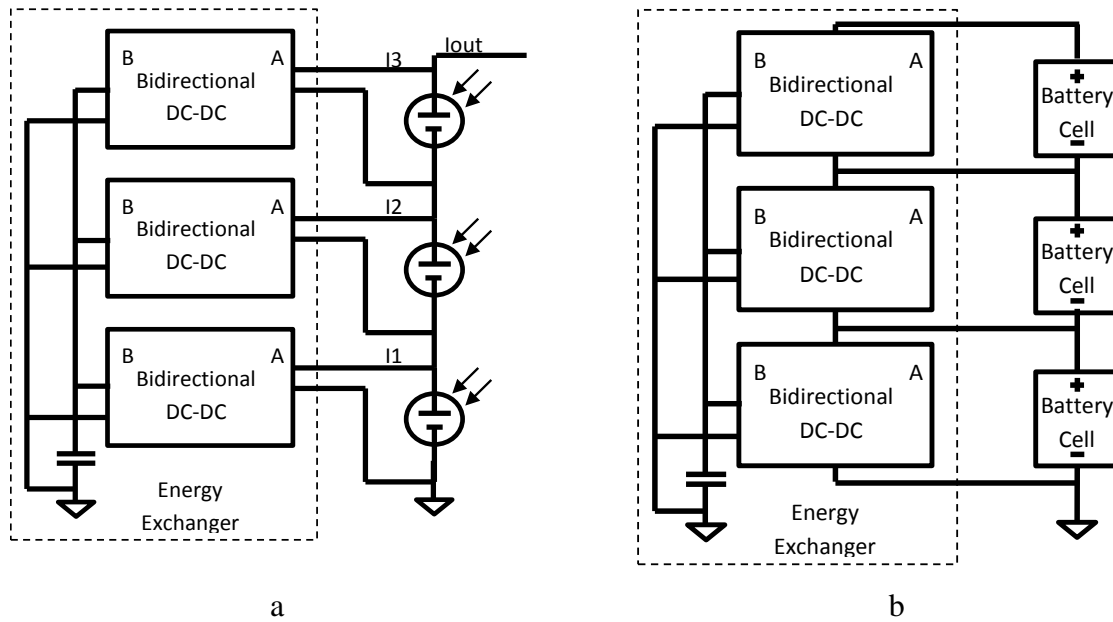 Iout
B A I3
Bidirectional
DC-DC
B A I2
Bidirectional
DC-DC
B A I1
Bidirectional
DC-DC
Energy
Exchanger
a
B A
Bidirectional
DC-DC
+
Battery
Cell
-
B A
Bidirectional
DC-DC
+
Battery
Cell
-
B A
Bidirectional
DC-DC
+
Battery
Cell
-
Energy
Exchanger
b